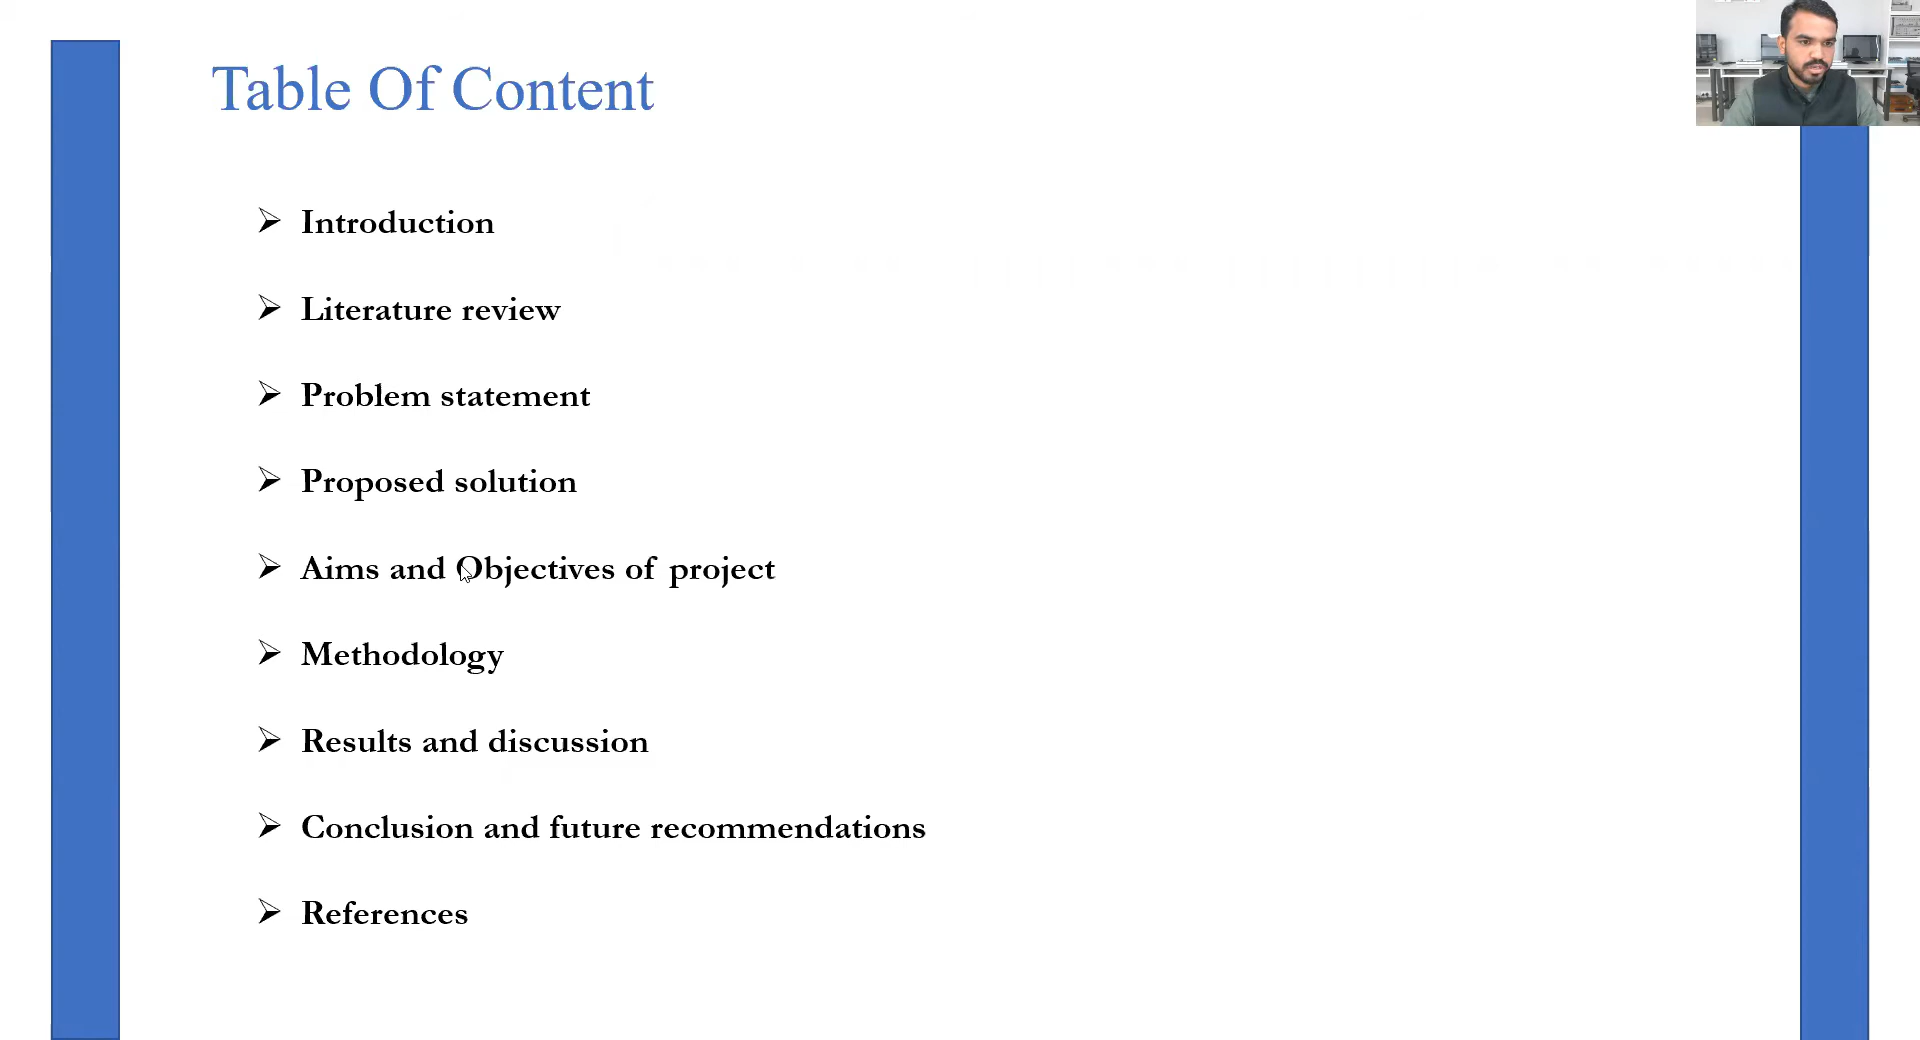 Table Of Content
Introduction
Literature review
Problem statement
Proposed solution
Aims and Objectives of project
Methodology
Results and discussion
Conclusion and future recommendations
References